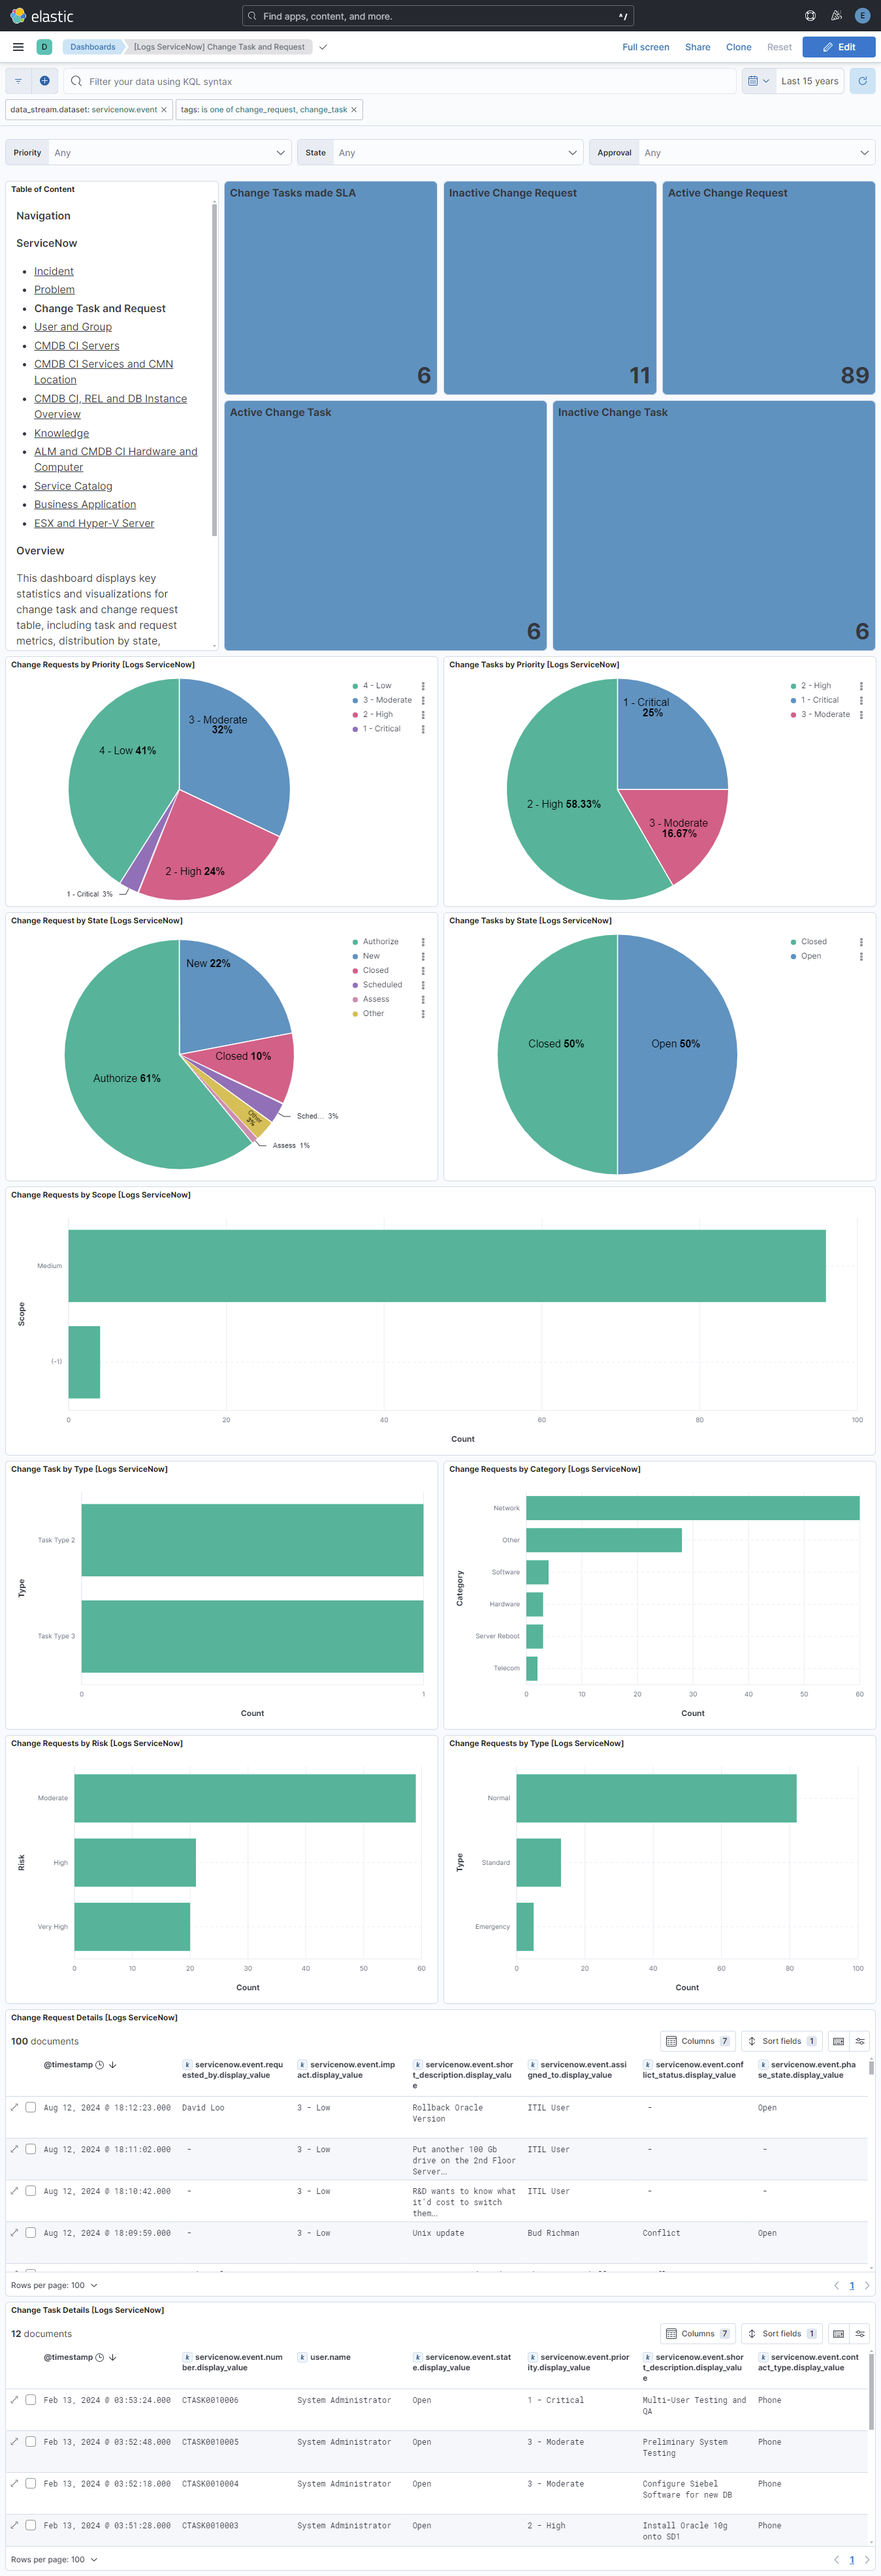 elastic
Find apps, content, and more.
^/
E
D
Dashboards
[Logs ServiceNow] Change Task and Request
Full screen
Share
Clone
Reset
Edit
Filter your data using KQL syntax
Last 15 years
data_stream.dataset: servicenow.event ×
tags: is one of change_request, change_task ×
Priority Any
State Any
Approval Any
Table of Content
Navigation
ServiceNow
• Incident
• Problem
• Change Task and Request
• User and Group
• CMDB CI Servers
• CMDB CI Services and CMN
Location
• CMDB CI, REL and DB Instance
Overview
• Knowledge
• ALM and CMDB CI Hardware and
Computer
• Service Catalog
• Business Application
• ESX and Hyper-V Server
Overview
This dashboard displays key
statistics and visualizations for
change task and change request
table, including task and request
metrics, distribution by state,
Change Tasks made SLA
6
Inactive Change Request
11
Active Change Request
89
Active Change Task
6
Inactive Change Task
6
Change Requests by Priority [Logs ServiceNow]
3 - Moderate
32%
4 - Low 41%
2 - High 24%
1 - Critical 3%
4 - Low
3 - Moderate
2 - High
1 - Critical
Change Tasks by Priority [Logs ServiceNow]
1 - Critical
25%
2 - High 58.33%
3 - Moderate
16.67%
2 - High
1 - Critical
3 - Moderate
Change Request by State [Logs ServiceNow]
New 22%
Closed 10%
Authorize 61%
Sched... 3%
Other
3%
Assess 1%
Authorize
New
Closed
Scheduled
Assess
Other
Change Tasks by State [Logs ServiceNow]
Closed 50%
Open 50%
Closed
Open
Change Requests by Scope [Logs ServiceNow]
Scope
Medium
(-1)
0 20 40 60 80 100
Count
Change Task by Type [Logs ServiceNow]
Type
Task Type 2
Task Type 3
0 1
Count
Change Requests by Category [Logs ServiceNow]
Category
Network
Other
Software
Hardware
Server Reboot
Telecom
0 10 20 30 40 50 60
Count
Change Requests by Risk [Logs ServiceNow]
Risk
Moderate
High
Very High
0 10 20 30 40 50 60
Count
Change Requests by Type [Logs ServiceNow]
Type
Normal
Standard
Emergency
0 20 40 60 80 100
Count
Change Request Details [Logs ServiceNow]
100 documents
Columns 7
Sort fields 1
@timestamp
k servicenow.event.requ
ested_by.display_value
k servicenow.event.imp
act.display_value
k servicenow.event.shor
t_description.display_valu
e
k servicenow.event.assi
gned_to.display_value
k servicenow.event.conf
lict_status.display_value
k servicenow.event.pha
se_state.display_value
Aug 12, 2024 @ 18:12:23.000 David Loo 3 - Low Rollback Oracle ITIL User - Open
Version
Aug 12, 2024 @ 18:11:02.000 - 3 - Low Put another 100 Gb ITIL User - -
drive on the 2nd Floor
Server…
Aug 12, 2024 @ 18:10:42.000 - 3 - Low R&D wants to know what ITIL User - -
it'd cost to switch
them…
Aug 12, 2024 @ 18:09:59.000 - 3 - Low Unix update Bud Richman Conflict Open
Rows per page: 100
1
Change Task Details [Logs ServiceNow]
12 documents
Columns 7
Sort fields 1
@timestamp
k servicenow.event.num
ber.display_value
k user.name
k servicenow.event.stat
e.display_value
k servicenow.event.prior
ity.display_value
k servicenow.event.shor
t_description.display_valu
e
k servicenow.event.cont
act_type.display_value
Feb 13, 2024 @ 03:53:24.000 CTASK0010006 System Administrator Open 1 - Critical Multi-User Testing and Phone
QA
Feb 13, 2024 @ 03:52:48.000 CTASK0010005 System Administrator Open 3 - Moderate Preliminary System Phone
Testing
Feb 13, 2024 @ 03:52:18.000 CTASK0010004 System Administrator Open 3 - Moderate Configure Siebel Phone
Software for new DB
Feb 13, 2024 @ 03:51:28.000 CTASK0010003 System Administrator Open 2 - High Install Oracle 10g Phone
onto SD1
Rows per page: 100
1